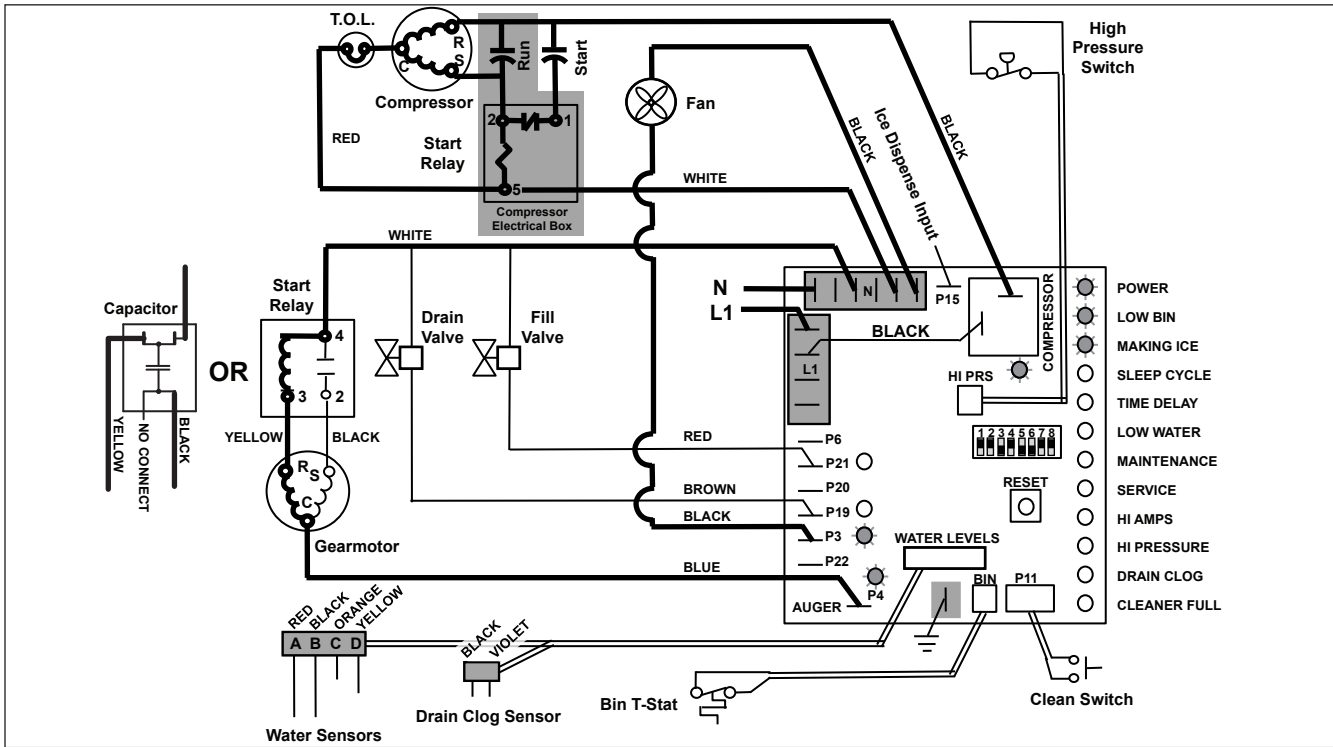 T.O.L.
R
S
C
Compressor
Run
Start
2
1
5
Start
Relay
Compressor
Electrical Box
RED
WHITE
Fan
BLACK
Ice Dispense Input
BLACK
High
Pressure
Switch
WHITE
Capacitor
YELLOW
NO CONNECT
BLACK
OR
Start
Relay
4
3
2
YELLOW
BLACK
R
S
C
Gearmotor
Drain
Valve
Fill
Valve
RED
BROWN
BLACK
BLUE
N
L1
N
P15
BLACK
L1
COMPRESSOR
HI PRS
P6
P21
P20
P19
P3
P22
P4
AUGER
1 2 3 4 5 6 7 8
RESET
WATER LEVELS
BIN
P11
POWER
LOW BIN
MAKING ICE
SLEEP CYCLE
TIME DELAY
LOW WATER
MAINTENANCE
SERVICE
HI AMPS
HI PRESSURE
DRAIN CLOG
CLEANER FULL
RED
BLACK
ORANGE
YELLOW
A B C D
Water Sensors
BLACK
VIOLET
Drain Clog Sensor
Bin T-Stat
Clean Switch